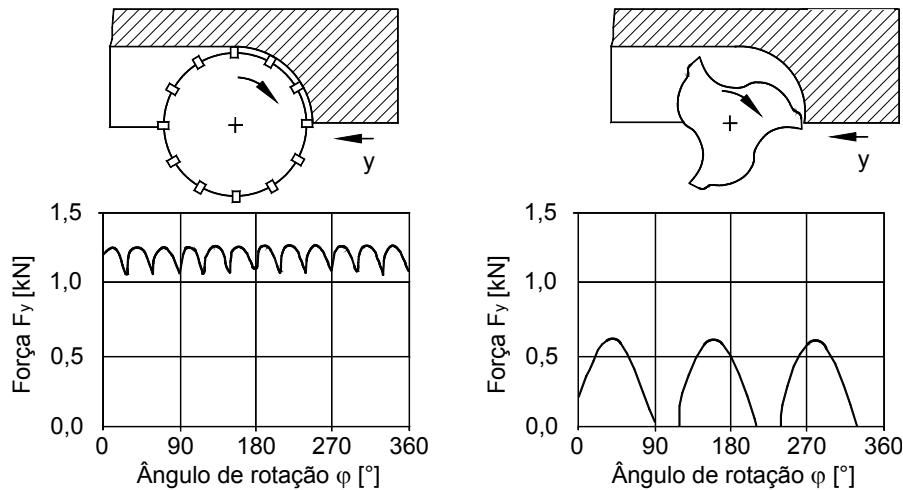 y
y
1,5
1,0
0,5
0,0
Força Fy [kN]
0 90 180 270 360
Ângulo de rotação φ [°]
1,5
1,0
0,5
0,0
Força Fy [kN]
0 90 180 270 360
Ângulo de rotação φ [°]